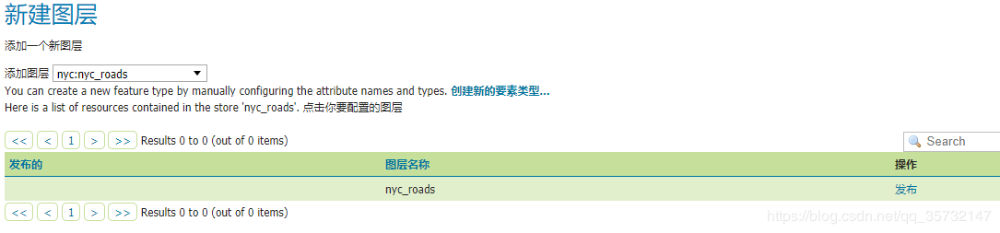 新建图层
添加一个新图层
添加图层 nyc:nyc_roads
You can create a new feature type by manually configuring the attribute names and types. 创建新的要素类型...
Here is a list of resources contained in the store 'nyc_roads'. 点击你要配置的图层
<< < 1 > >> Results 0 to 0 (out of 0 items) Search
发布的 图层名称 操作
nyc_roads 发布
<< < 1 > >> Results 0 to 0 (out of 0 items)
https://blog.csdn.net/qq_35732147